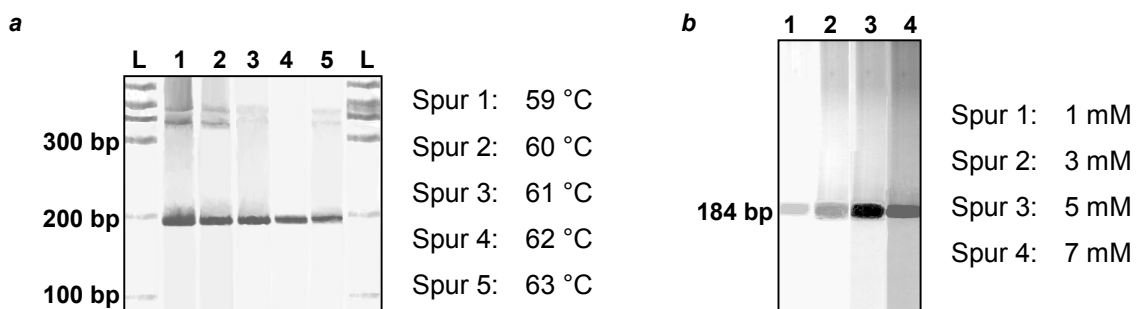 a
L 1 2 3 4 5 L
300 bp
200 bp
100 bp
Spur 1: 59 °C
Spur 2: 60 °C
Spur 3: 61 °C
Spur 4: 62 °C
Spur 5: 63 °C
b
1 2 3 4
184 bp
Spur 1: 1 mM
Spur 2: 3 mM
Spur 3: 5 mM
Spur 4: 7 mM